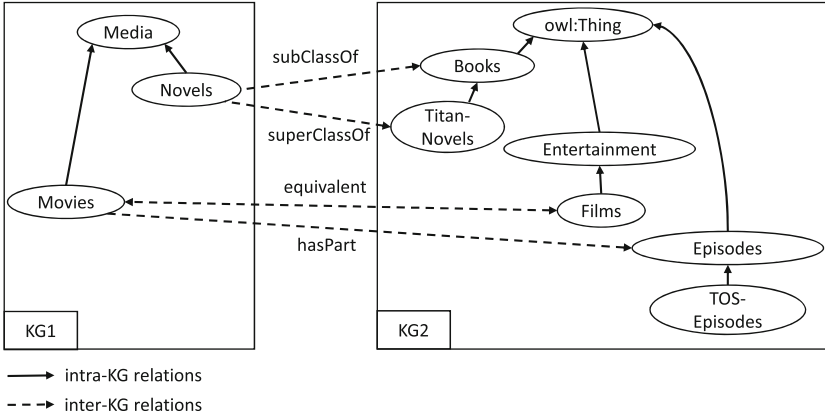 Media
owl:Thing
subClassOf
Books
Novels
Titan-
Novels
superClassOf
Entertainment
equivalent
Movies
Films
hasPart
Episodes
TOS-
Episodes
KG1
KG2
intra-KG relations
inter-KG relations